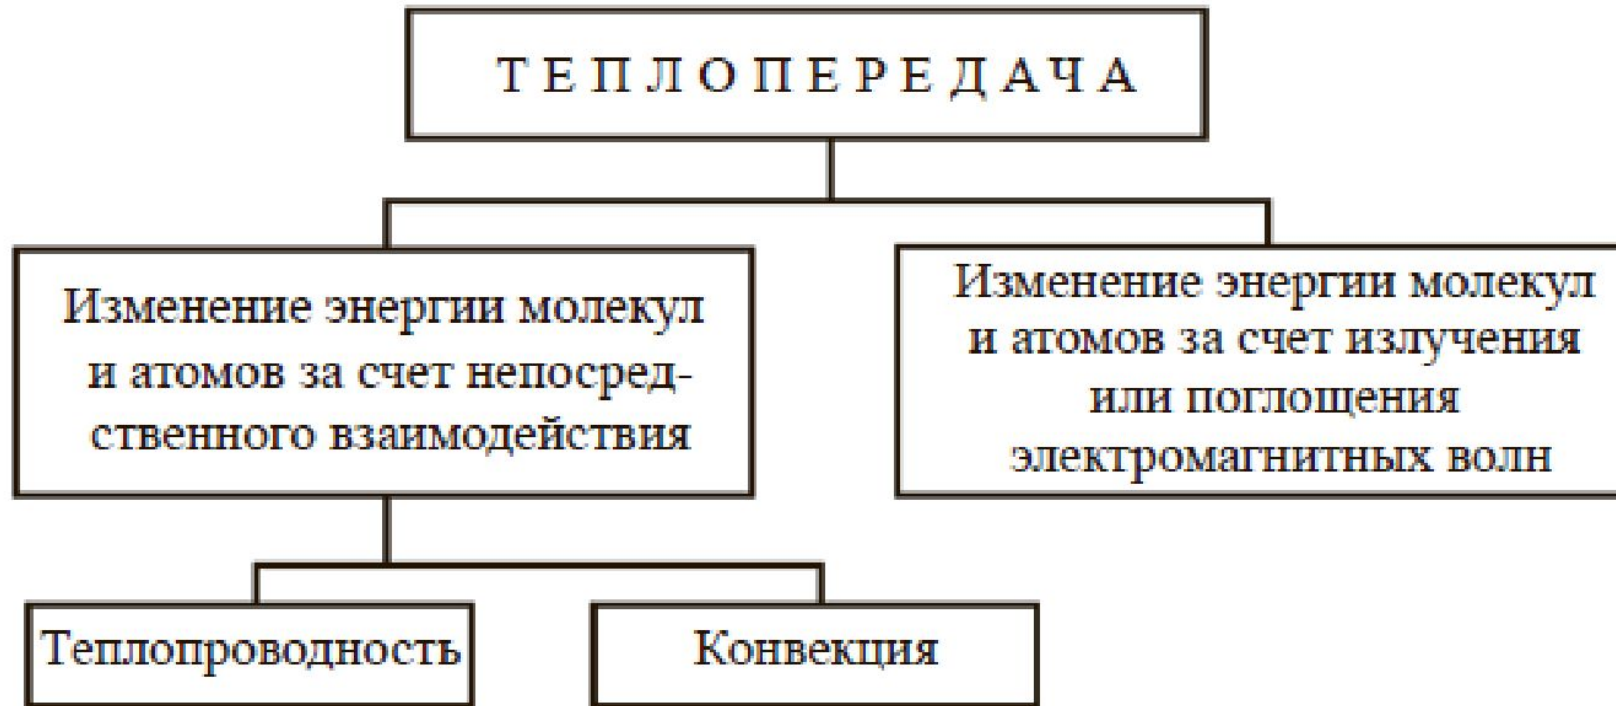 ТЕПЛОПЕРЕДАЧА
Изменение энергии молекул
и атомов за счет непосред-
ственного взаимодействия
Изменение энергии молекул
и атомов за счет излучения
или поглощения
электромагнитных волн
Теплопроводность
Конвекция